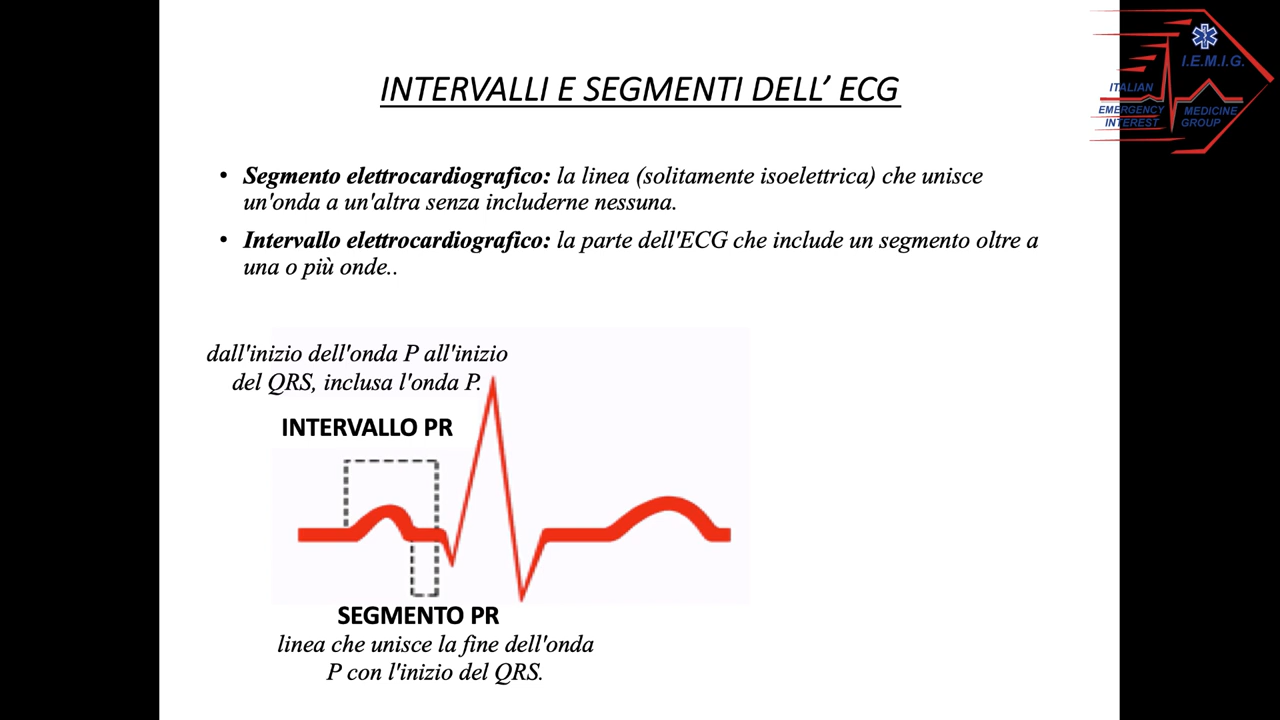 INTERVALLI E SEGMENTI DELL’ ECG
I.E.M.I.G.
ITALIAN
EMERGENCY MEDICINE
INTEREST GROUP
• Segmento elettrocardiografico: la linea (solitamente isoelettrica) che unisce
un'onda a un'altra senza includerne nessuna.
• Intervallo elettrocardiografico: la parte dell'ECG che include un segmento oltre a
una o più onde..
dall'inizio dell'onda P all'inizio
del QRS, inclusa l'onda P.
INTERVALLO PR
SEGMENTO PR
linea che unisce la fine dell'onda
P con l'inizio del QRS.